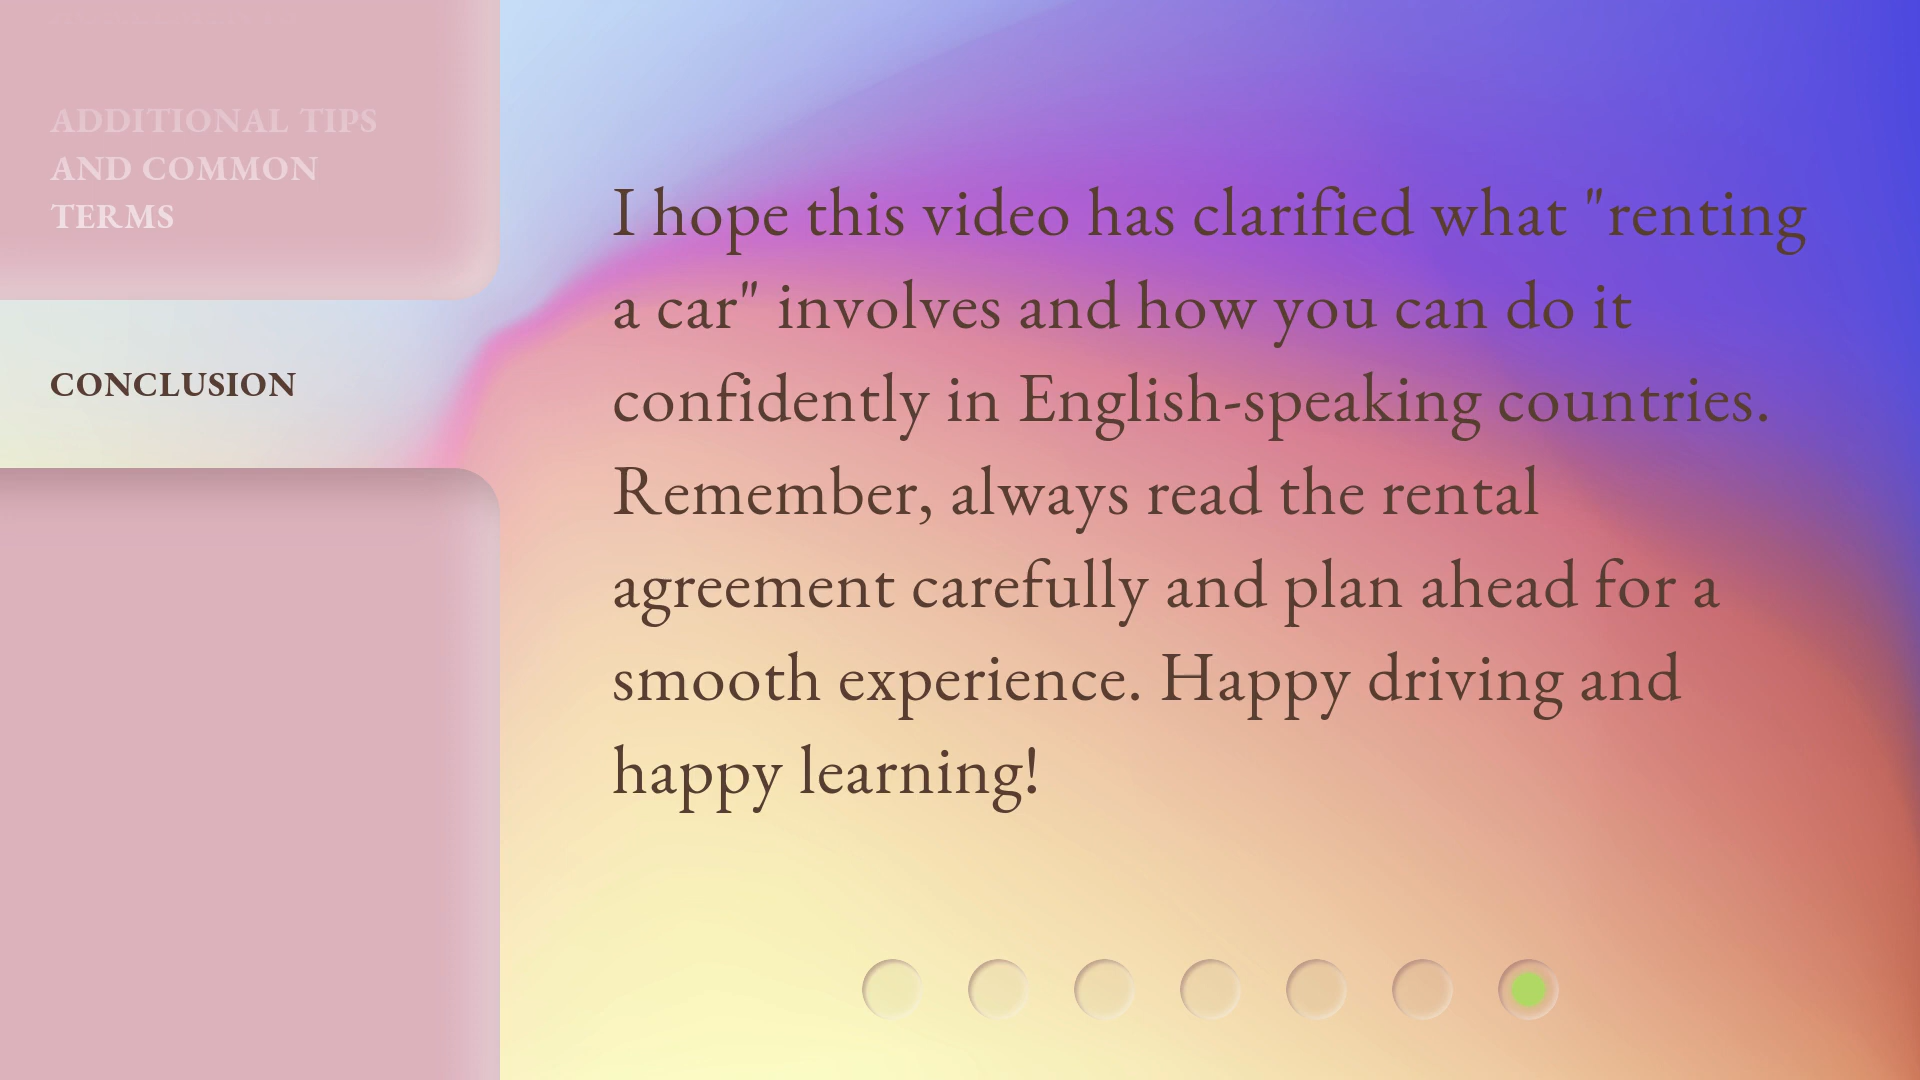 ADDITIONAL TIPS
AND COMMON
TERMS
CONCLUSION
I hope this video has clarified what "renting
a car" involves and how you can do it
confidently in English-speaking countries.
Remember, always read the rental
agreement carefully and plan ahead for a
smooth experience. Happy driving and
happy learning!